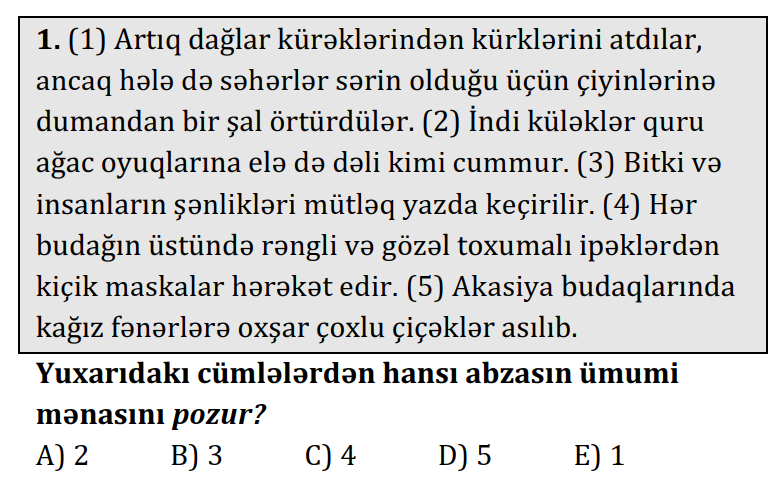 1. (1) Artıq dağlar kürəklərindən kürklərini atdılar,
ancaq hələ də səhərlər sərin olduğu üçün çiyinlərinə
dumandan bir şal örtürdülər. (2) İndi küləklər quru
ağac oyuqlarına elə də dəli kimi cummur. (3) Bitki və
insanların şənlikləri mütləq yazda keçirilir. (4) Hər
budağın üstündə rəngli və gözəl toxumalı ipəklərdən
kiçik maskalar hərəkət edir. (5) Akasiya budaqlarında
kağız fənərlərə oxşar çoxlu çiçəklər asılıb.
Yuxarıdakı cümlələrdən hansı abzasın ümumi
mənasını pozur?
A) 2 B) 3 C) 4 D) 5 E) 1